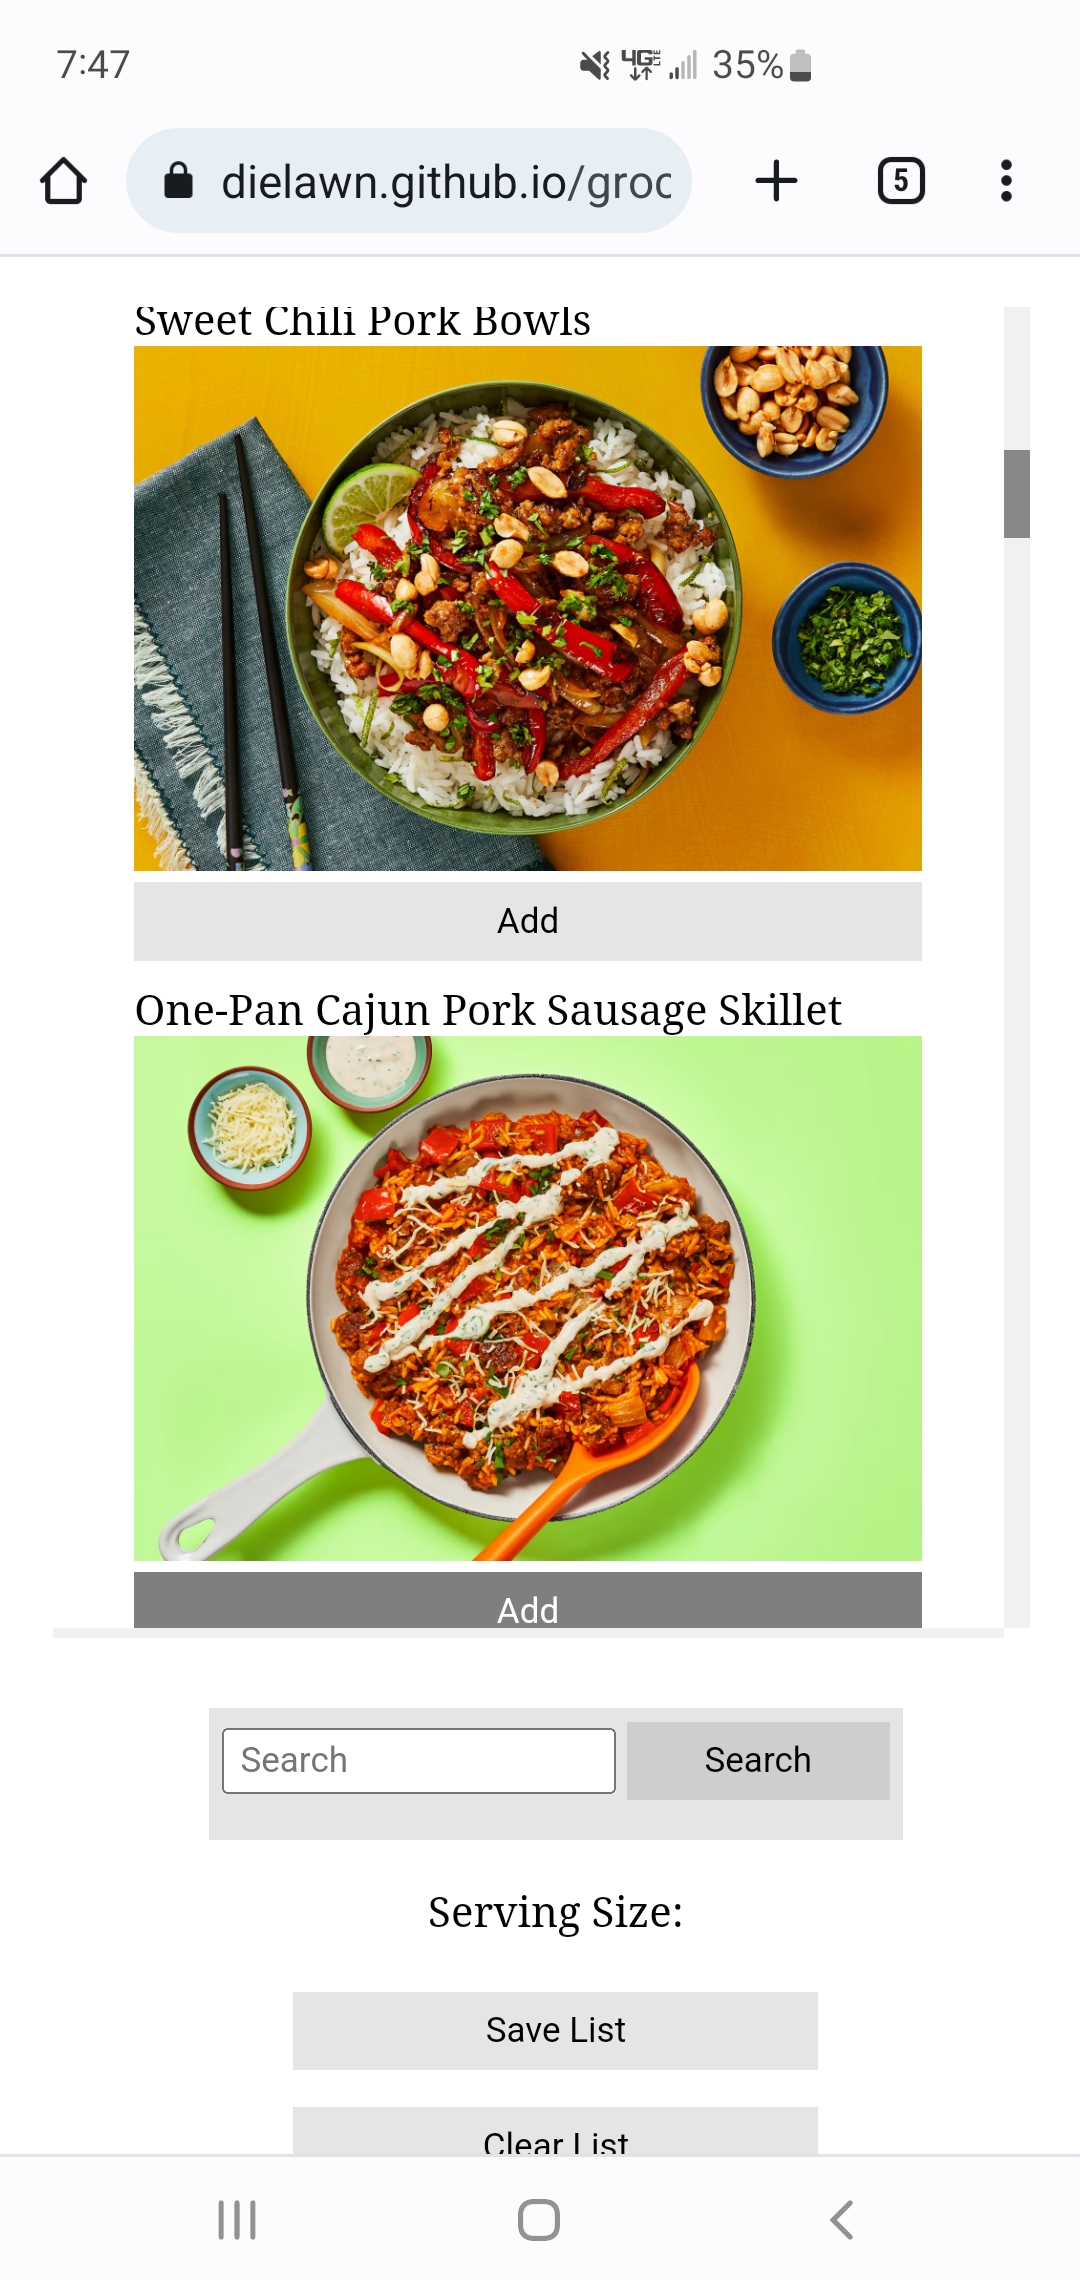 7:47
4G LTE
35%
dielawn.github.io/groc
5
Sweet Chili Pork Bowls
Add
One-Pan Cajun Pork Sausage Skillet
Add
Search Search
Serving Size:
Save List
Clear List